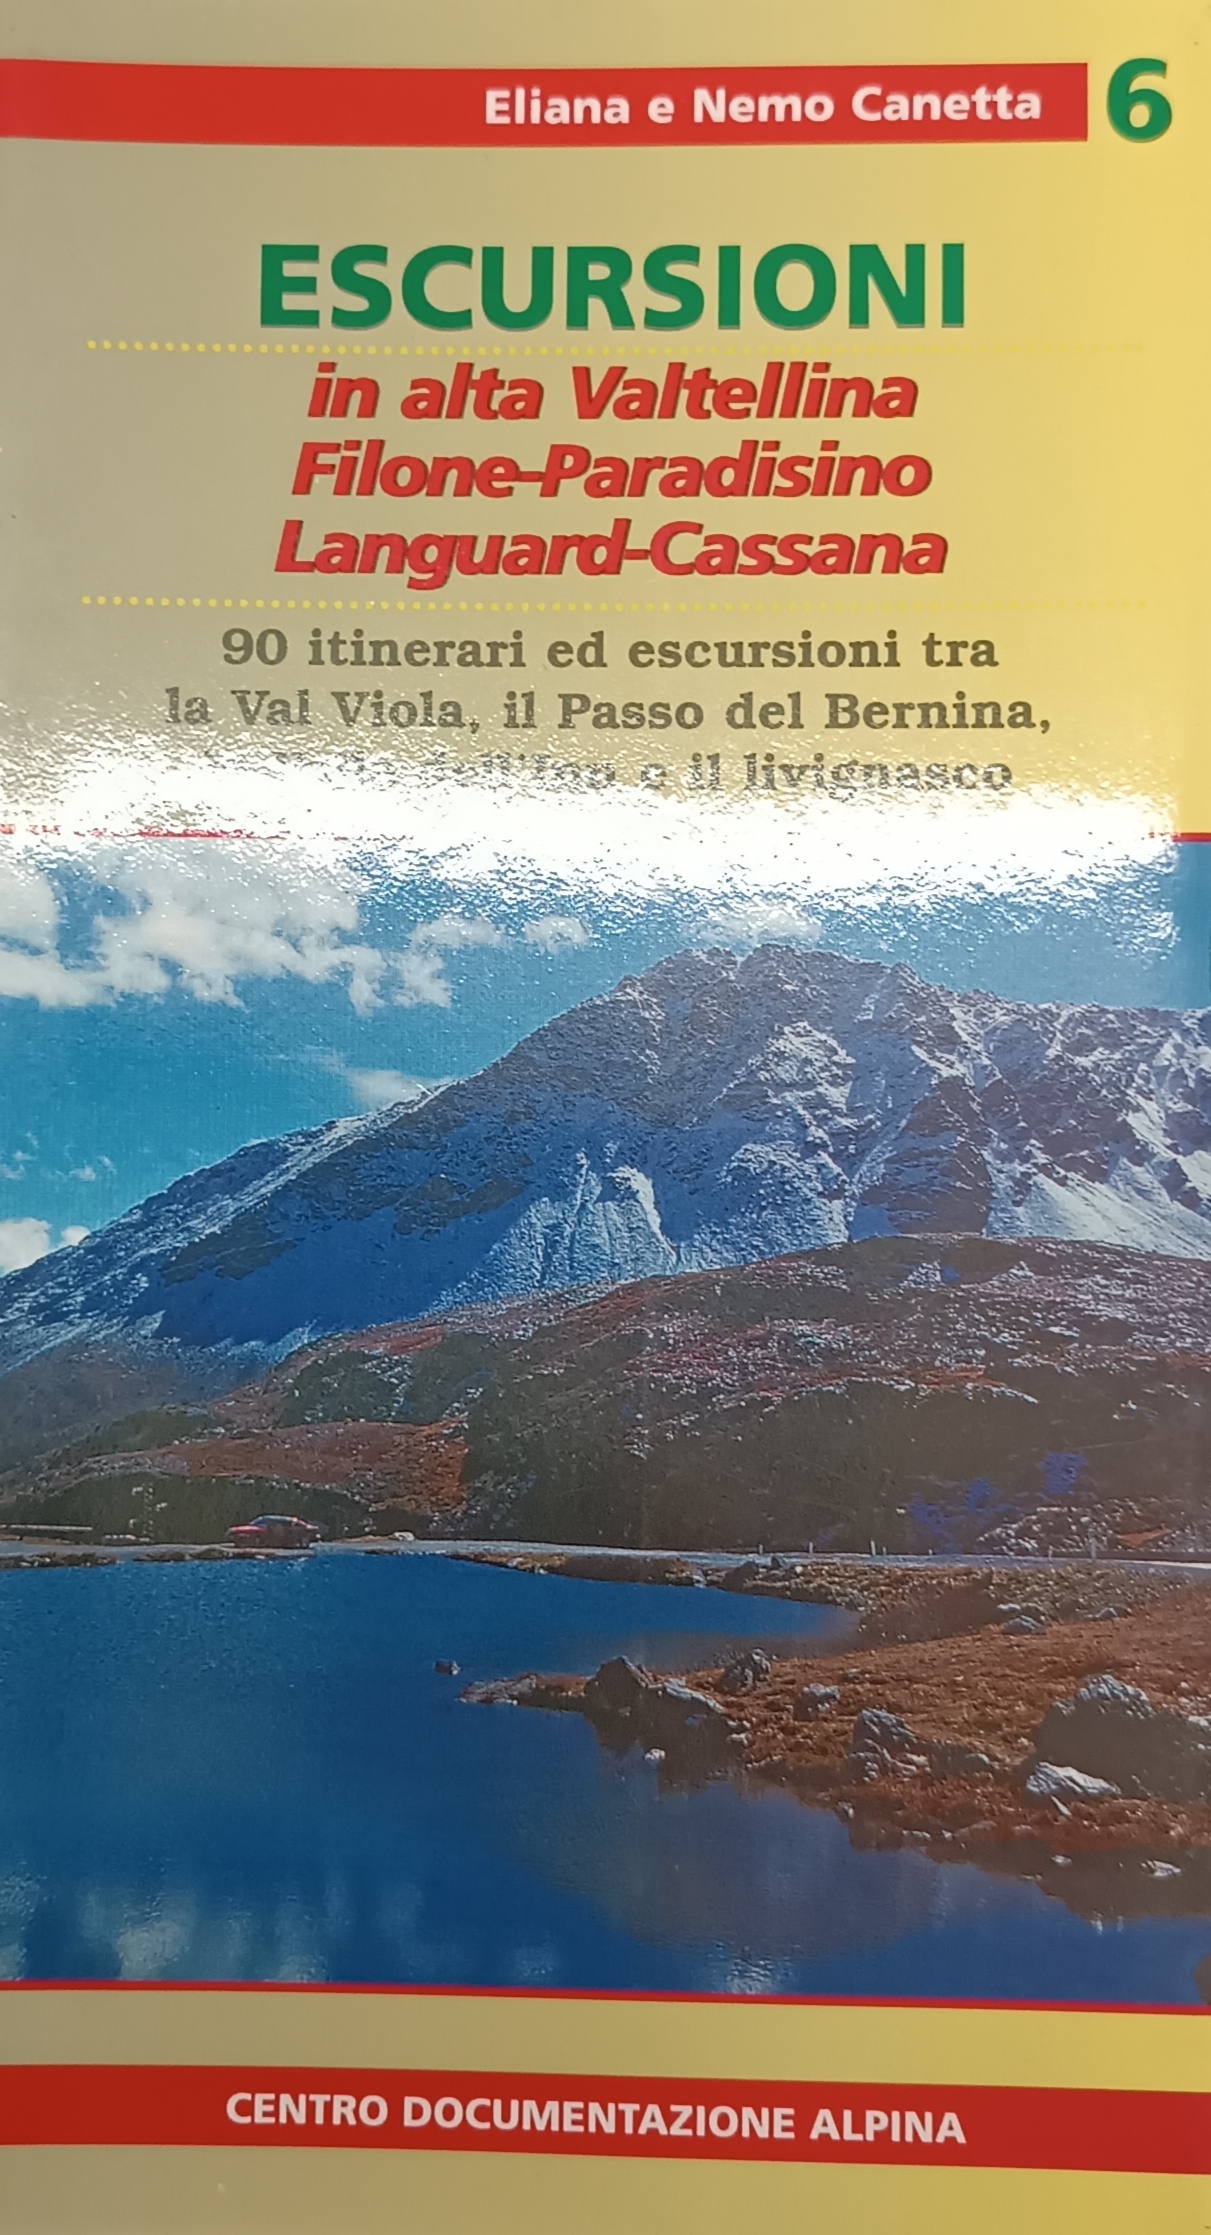 Eliana e Nemo Canetta
6
ESCURSIONI
in alta Valtellina
Filone-Paradisino
Languard-Cassana
90 itinerari ed escursioni tra
la Val Viola, il Passo del Bernina,
e il livignasco
CENTRO DOCUMENTAZIONE ALPINA